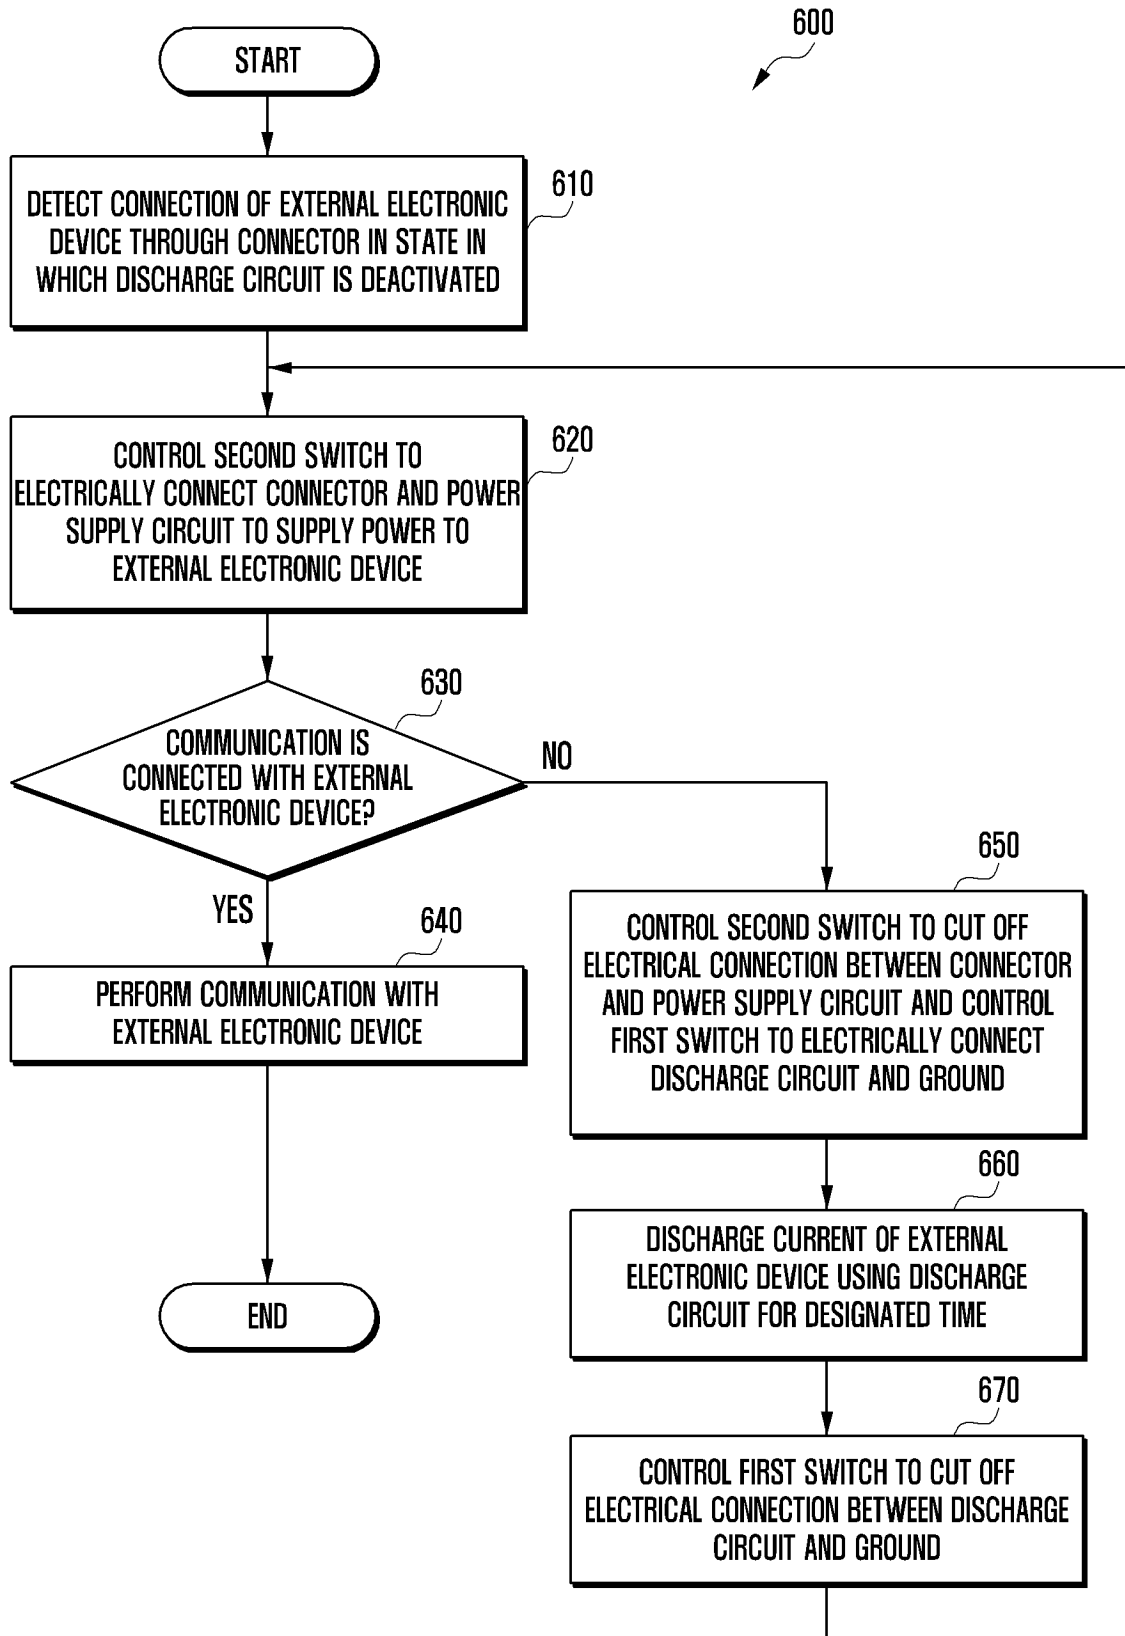 600
START
610
DETECT CONNECTION OF EXTERNAL ELECTRONIC
DEVICE THROUGH CONNECTOR IN STATE IN
WHICH DISCHARGE CIRCUIT IS DEACTIVATED
620
CONTROL SECOND SWITCH TO
ELECTRICALLY CONNECT CONNECTOR AND POWER
SUPPLY CIRCUIT TO SUPPLY POWER TO
EXTERNAL ELECTRONIC DEVICE
630
COMMUNICATION IS
CONNECTED WITH EXTERNAL
ELECTRONIC DEVICE?
NO
YES
640
PERFORM COMMUNICATION WITH
EXTERNAL ELECTRONIC DEVICE
END
650
CONTROL SECOND SWITCH TO CUT OFF
ELECTRICAL CONNECTION BETWEEN CONNECTOR
AND POWER SUPPLY CIRCUIT AND CONTROL
FIRST SWITCH TO ELECTRICALLY CONNECT
DISCHARGE CIRCUIT AND GROUND
660
DISCHARGE CURRENT OF EXTERNAL
ELECTRONIC DEVICE USING DISCHARGE
CIRCUIT FOR DESIGNATED TIME
670
CONTROL FIRST SWITCH TO CUT OFF
ELECTRICAL CONNECTION BETWEEN DISCHARGE
CIRCUIT AND GROUND